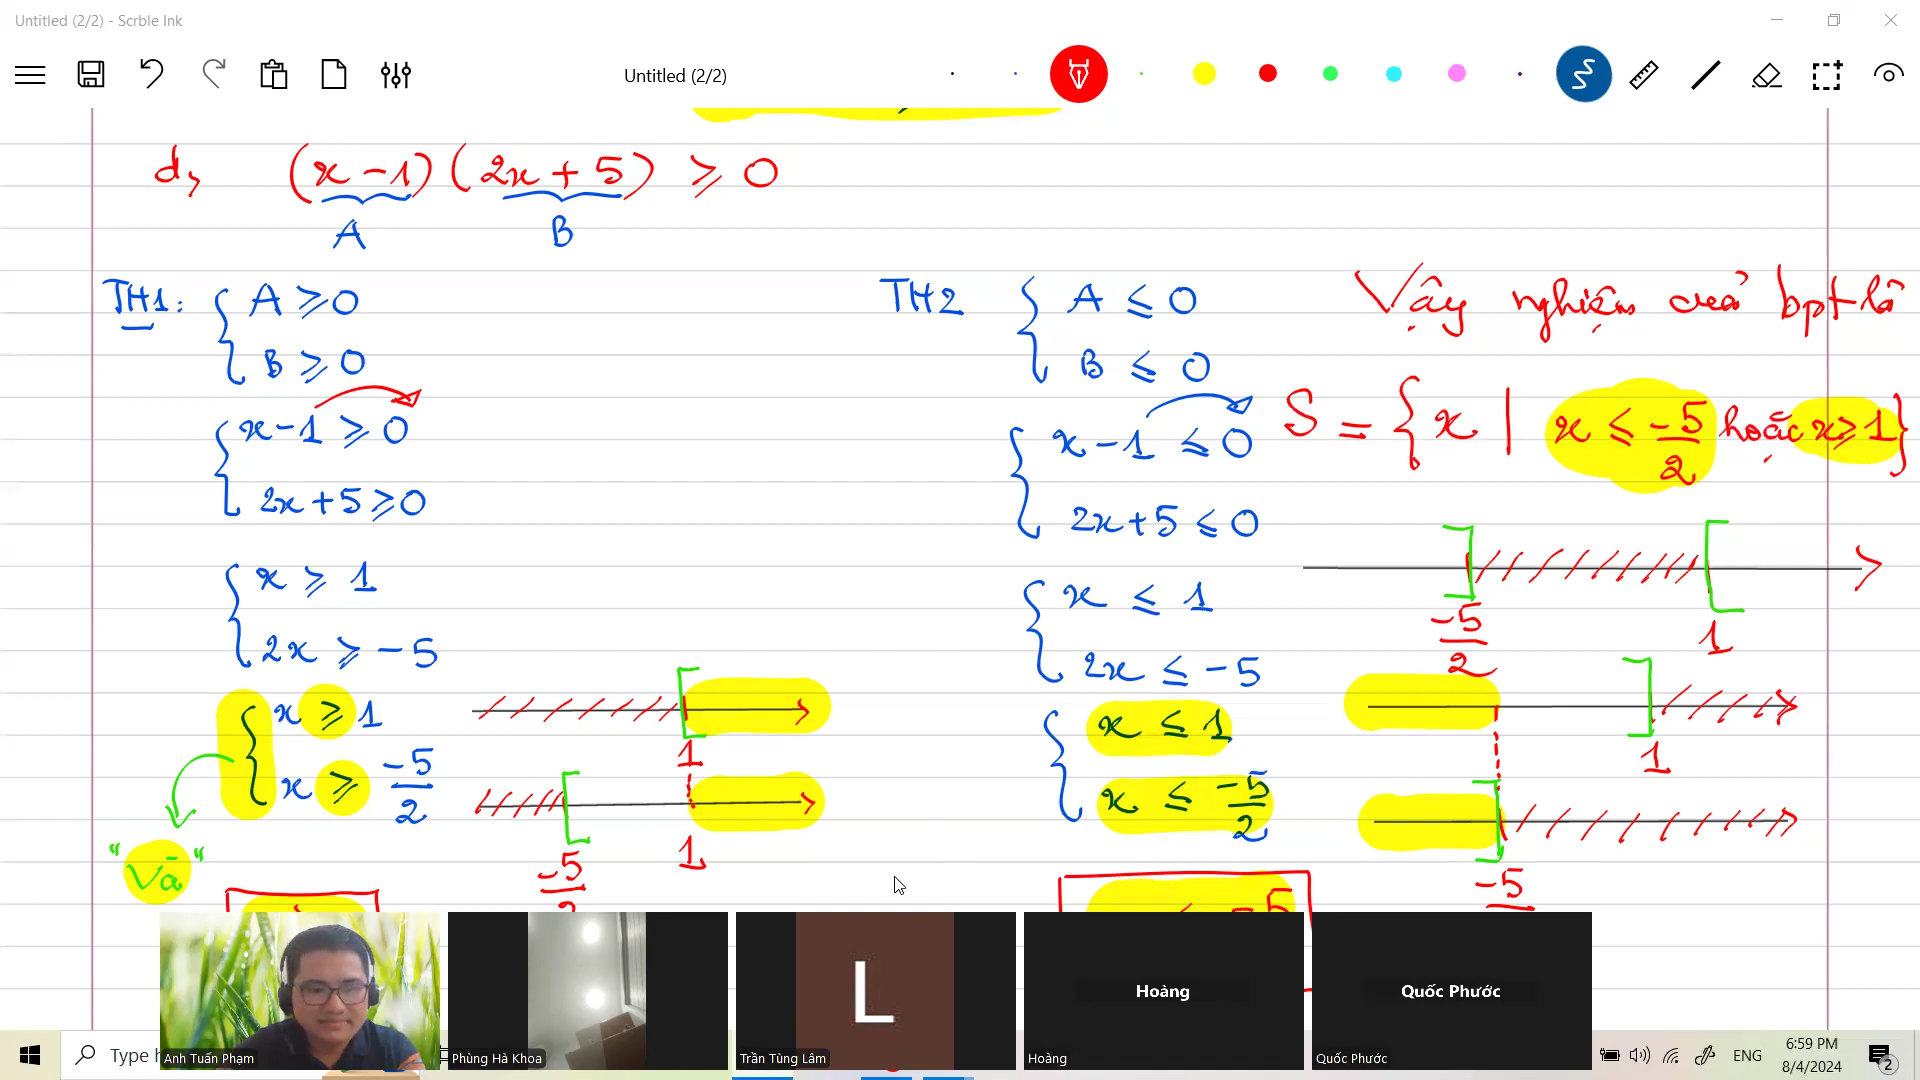 Untitled (2/2) - Scrble Ink
Untitled (2/2)
d, (x - 1) (2x + 5) ≥ 0
A B
TH1: { A ≥ 0
B ≥ 0
{ x - 1 ≥ 0
2x + 5 ≥ 0
{ x ≥ 1
2x ≥ -5
{ x ≥ 1
x ≥ -5/2
"Và"
1
-5/2
1
TH2 { A ≤ 0
B ≤ 0
{ x - 1 ≤ 0
2x + 5 ≤ 0
{ x ≤ 1
2x ≤ -5
{ x ≤ 1
x ≤ -5/2
Vậy nghiệm của bpt là
S = { x | x ≤ -5/2 hoặc x ≥ 1 }
-5/2
1
1
-5
L
Hoàng
Quốc Phước
Anh Tuấn Phạm
Phùng Hà Khoa
Trần Tùng Lâm
Hoàng
Quốc Phước
Type
ENG
6:59 PM
8/4/2024
2